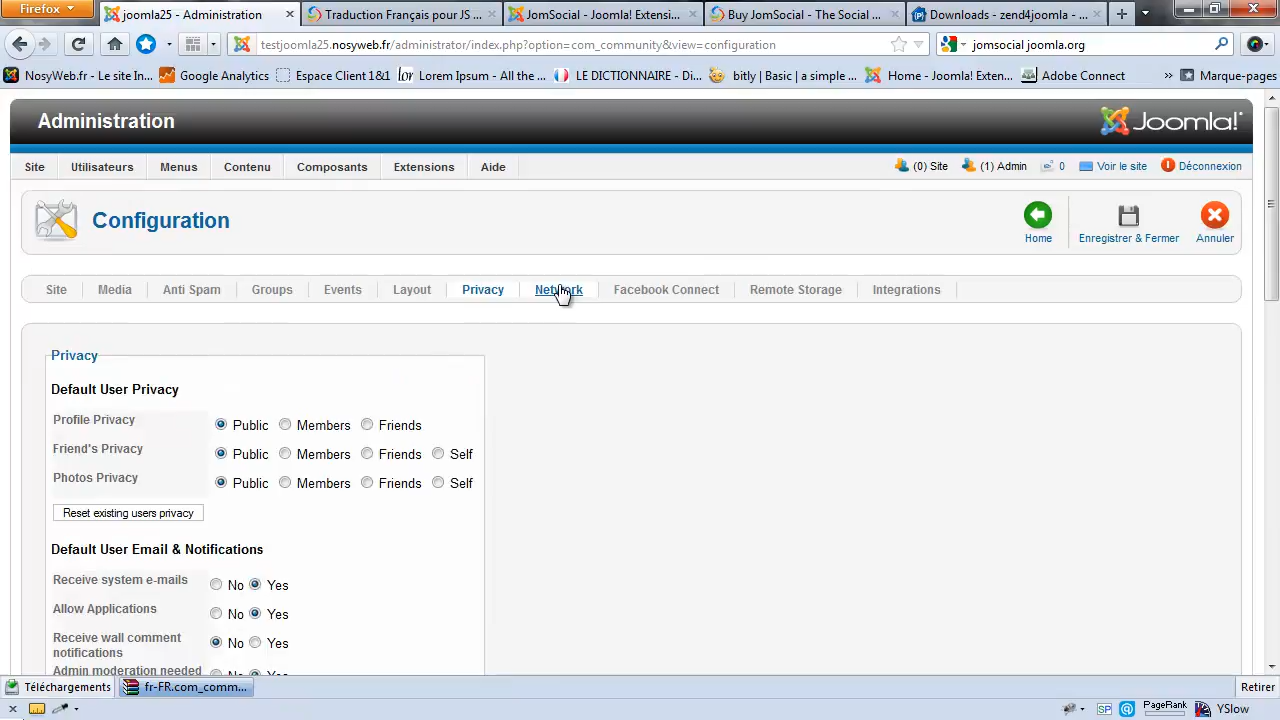 Firefox
joomla25 - Administration
Traduction Français pour JS ...
JomSocial - Joomla! Extensi...
Buy JomSocial - The Social ...
Downloads - zend4joomla - ...
testjoomla25.nosyweb.fr/administrator/index.php?option=com_community&view=configuration
jomsocial joomla.org
NosyWeb.fr - Le site In...
Google Analytics
Espace Client 1&1
Lorem Ipsum - All the ...
LE DICTIONNAIRE - Di...
bitly | Basic | a simple ...
Home - Joomla! Exten...
Adobe Connect
»
Marque-pages
Administration
Joomla!
Site
Utilisateurs
Menus
Contenu
Composants
Extensions
Aide
(0) Site
(1) Admin
0
Voir le site
Déconnexion
Configuration
Home
Enregistrer & Fermer
Annuler
Site
Media
Anti Spam
Groups
Events
Layout
Privacy
Network
Facebook Connect
Remote Storage
Integrations
Privacy
Default User Privacy
Profile Privacy
Public
Members
Friends
Friend's Privacy
Public
Members
Friends
Self
Photos Privacy
Public
Members
Friends
Self
Reset existing users privacy
Default User Email & Notifications
Receive system e-mails
No
Yes
Allow Applications
No
Yes
Receive wall comment
notifications
No
Yes
Admin moderation needed
No
Yes
Téléchargements
fr-FR.com_comm...
Retirer
SP
PageRank
YSlow